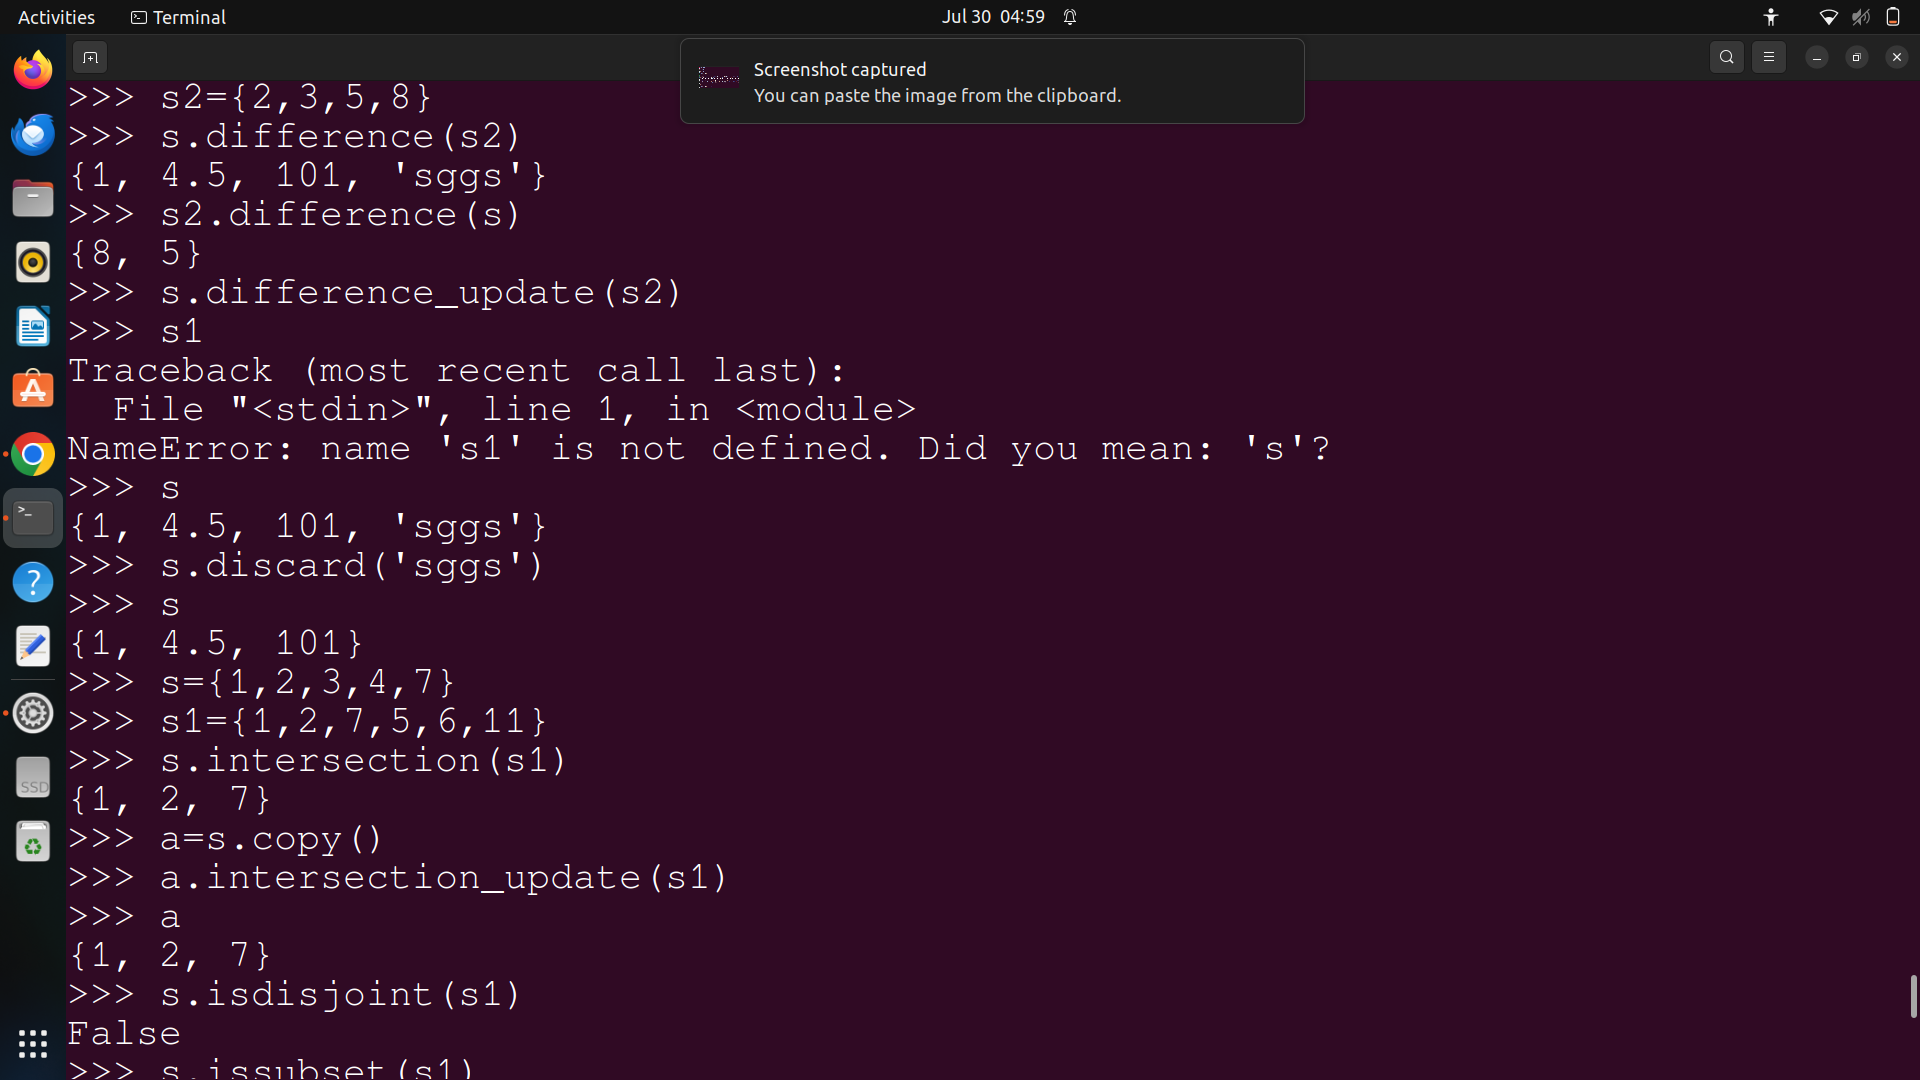 Activities
Terminal
Jul 30 04:59
Screenshot captured
You can paste the image from the clipboard.
>>> s2={2,3,5,8}
>>> s.difference(s2)
{1, 4.5, 101, 'sggs'}
>>> s2.difference(s)
{8, 5}
>>> s.difference_update(s2)
>>> s1
Traceback (most recent call last):
  File "<stdin>", line 1, in <module>
NameError: name 's1' is not defined. Did you mean: 's'?
>>> s
{1, 4.5, 101, 'sggs'}
>>> s.discard('sggs')
>>> s
{1, 4.5, 101}
>>> s={1,2,3,4,7}
>>> s1={1,2,7,5,6,11}
>>> s.intersection(s1)
{1, 2, 7}
>>> a=s.copy()
>>> a.intersection_update(s1)
>>> a
{1, 2, 7}
>>> s.isdisjoint(s1)
False
>>> s.issubset(s1)
SSD